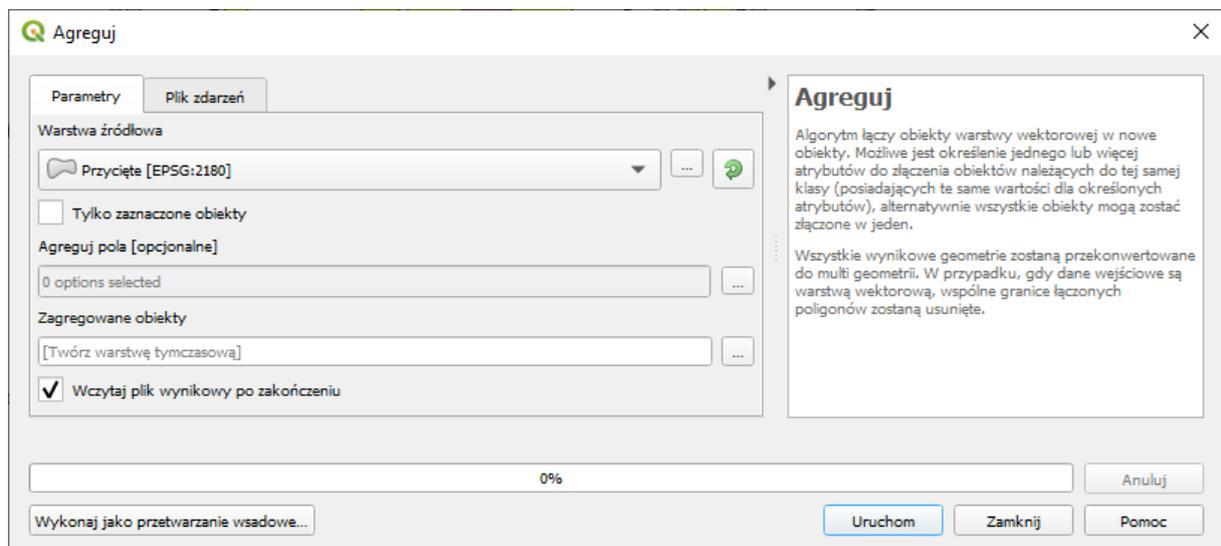 Agreguj
Parametry
Plik zdarzeń
Warstwa źródłowa
Przycięte [EPSG:2180]
...
Tylko zaznaczone obiekty
Agreguj pola [opcjonalne]
0 options selected
...
Zagregowane obiekty
[Twórz warstwę tymczasową]
...
Wczytaj plik wynikowy po zakończeniu
Agreguj
Algorytm łączy obiekty warstwy wektorowej w nowe
obiekty. Możliwe jest określenie jednego lub więcej
atrybutów do złączenia obiektów należących do tej samej
klasy (posiadających te same wartości dla określonych
atrybutów), alternatywnie wszystkie obiekty mogą zostać
złączone w jeden.
Wszystkie wynikowe geometrie zostaną przekonwertowane
do multi geometrii. W przypadku, gdy dane wejściowe są
warstwą wektorową, wspólne granice łączonych
poligonów zostaną usunięte.
0%
Anuluj
Wykonaj jako przetwarzanie wsadowe...
Uruchom
Zamknij
Pomoc